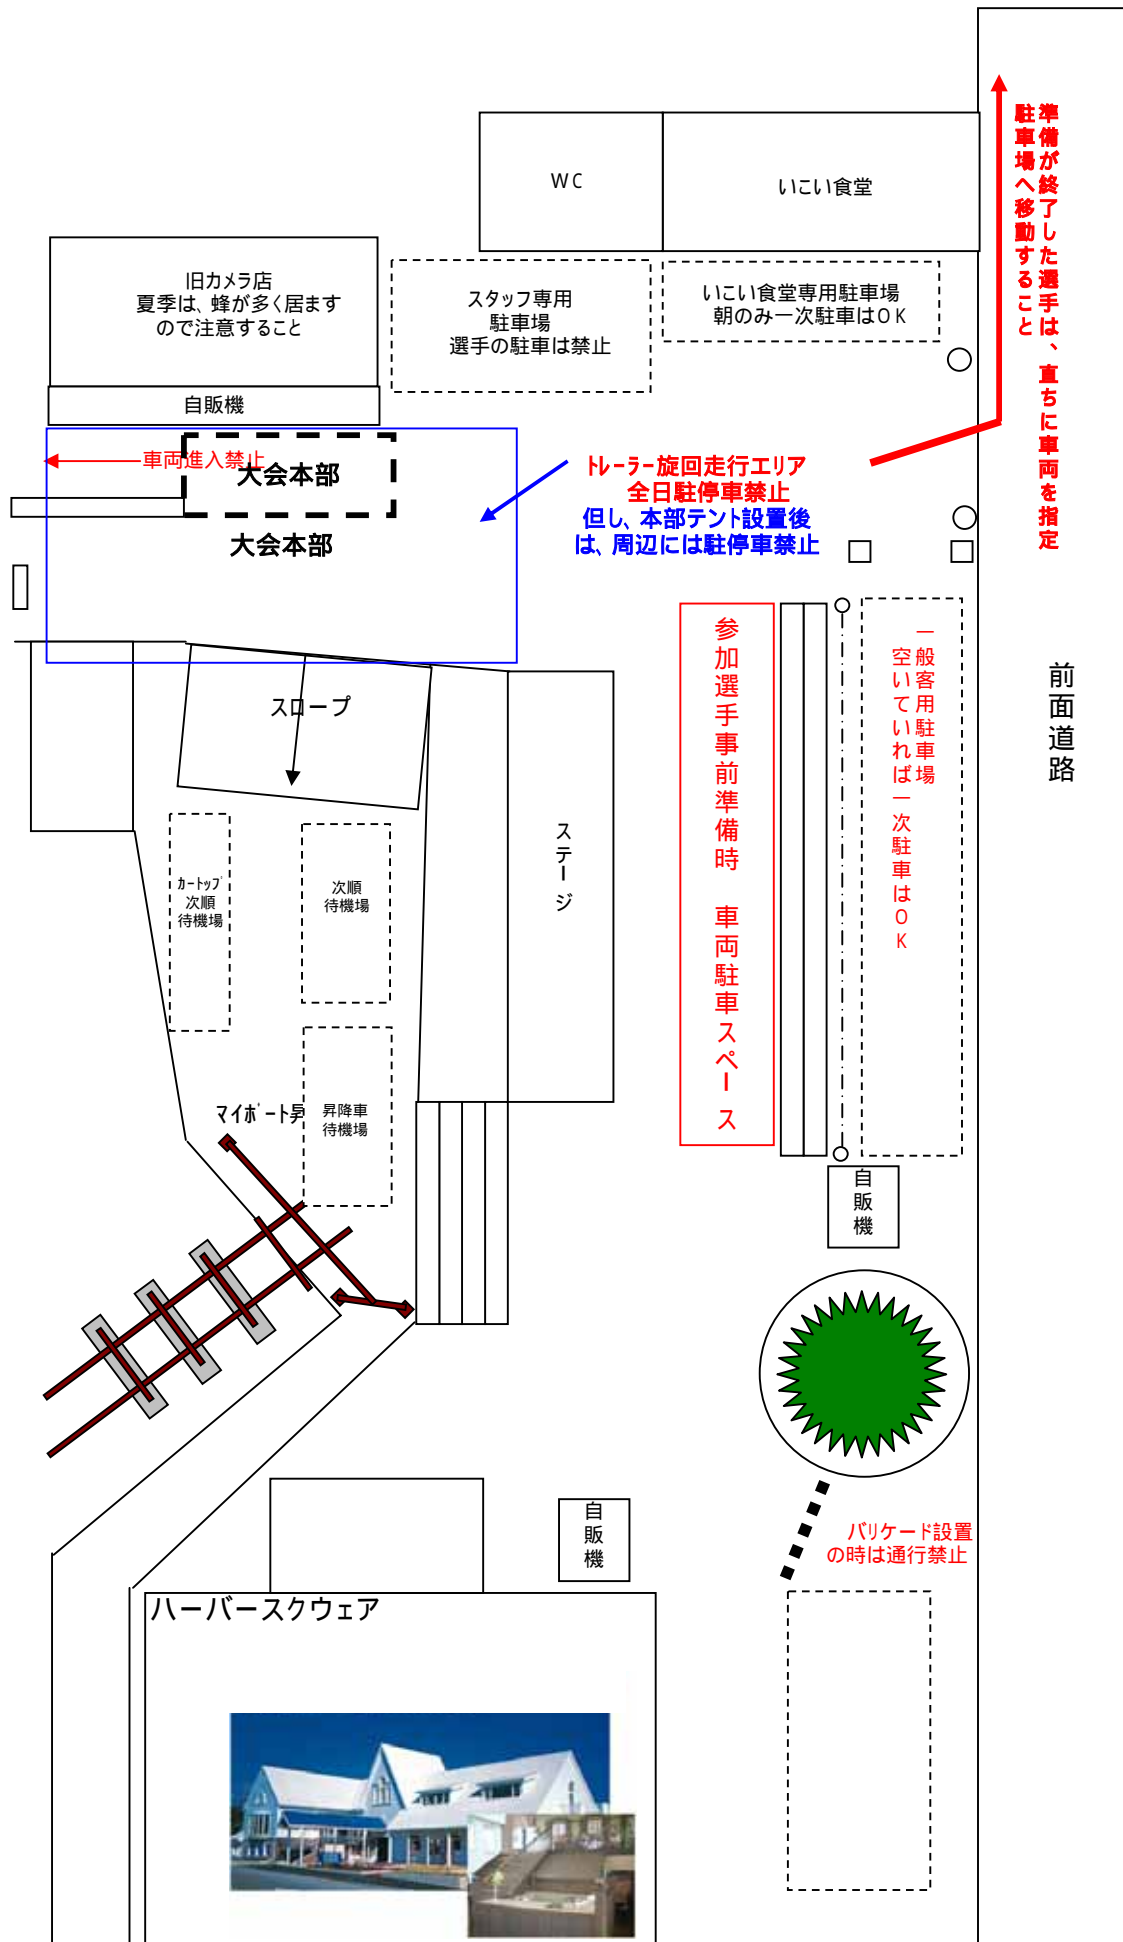 準備が終了した選手は、直ちに車両を指定
駐車場へ移動すること
WC
いこい食堂
旧カメラ店
夏季は、蜂が多く居ます
ので注意すること
スタッフ専用
駐車場
選手の駐車は禁止
いこい食堂専用駐車場
朝のみ一次駐車はOK
自販機
車両進入禁止
大会本部
大会本部
トレーラー旋回走行エリア
全日駐停車禁止
但し、本部テント設置後
は、周辺には駐停車禁止
参加選手事前準備時　車両駐車スペース
一般客用駐車場
空いていれば一次駐車はOK
前面道路
スロープ
ステージ
カートップ
次順
待機場
次順
待機場
マイボート号
昇降車
待機場
自販機
自販機
バリケード設置
の時は通行禁止
ハーバースクウェア